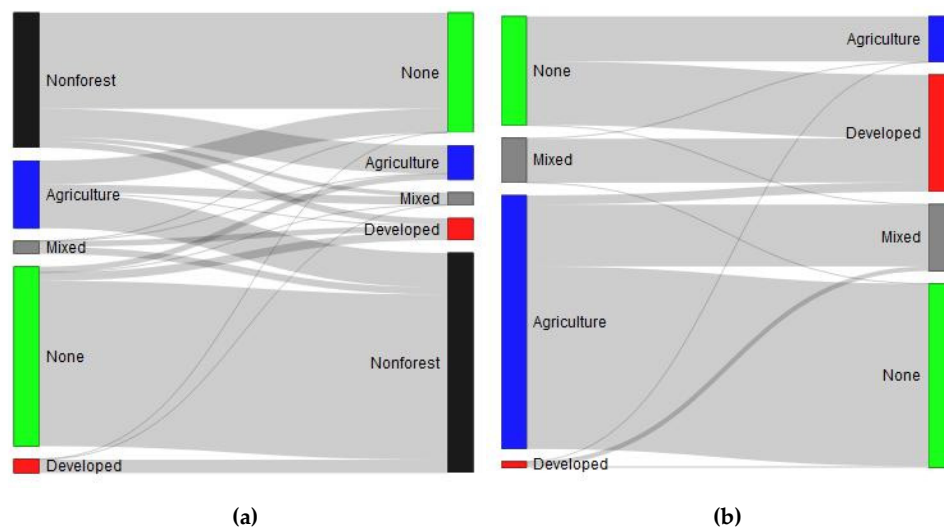 Nonforest
Agriculture
Mixed
None
Developed
None
Agriculture
Mixed
Developed
Nonforest
(a)
None
Mixed
Agriculture
Developed
Agriculture
Developed
Mixed
None
(b)